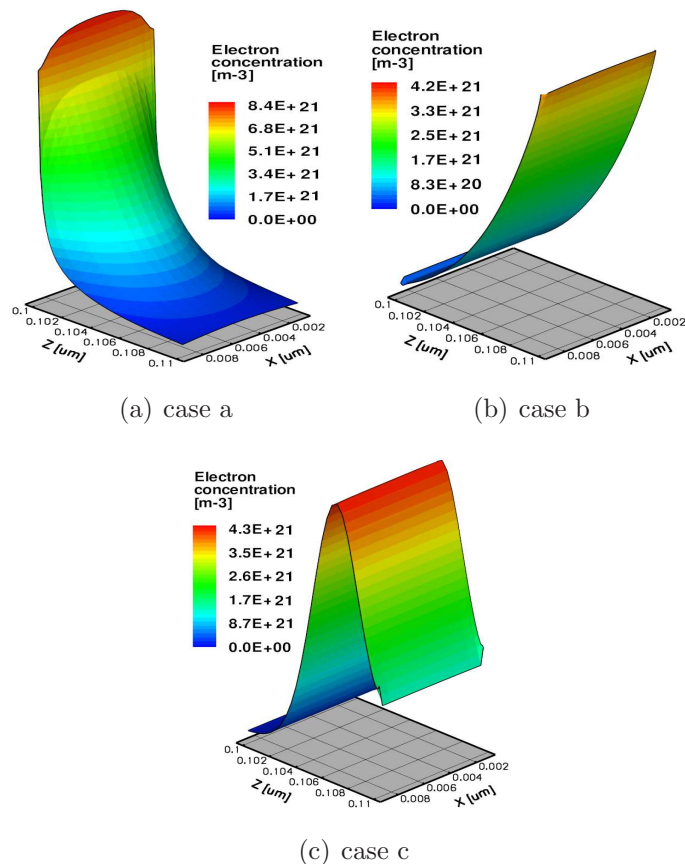 Electron
concentration
[m-3]
8.4E+21
6.8E+21
5.1E+21
3.4E+21
1.7E+21
0.0E+00
0.1
0.102
0.104
0.106
0.108
0.11
Z [um]
0.002
0.004
0.006
0.008
X [um]
(a) case a
Electron
concentration
[m-3]
4.2E+21
3.3E+21
2.5E+21
1.7E+21
8.3E+20
0.0E+00
0.1
0.102
0.104
0.106
0.108
0.11
Z [um]
0.002
0.004
0.006
0.008
X [um]
(b) case b
Electron
concentration
[m-3]
4.3E+21
3.5E+21
2.6E+21
1.7E+21
8.7E+20
0.0E+00
0.1
0.102
0.104
0.106
0.108
0.11
Z [um]
0.002
0.004
0.006
0.008
X [um]
(c) case c